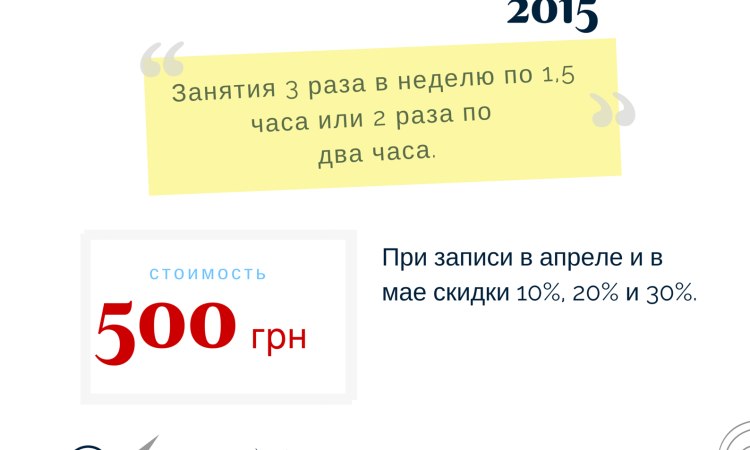 2015
“
Занятия 3 раза в неделю по 1,5
часа или 2 раза по
два часа.
”
стоимость
500 грн
При записи в апреле и в
мае скидки 10%, 20% и 30%.